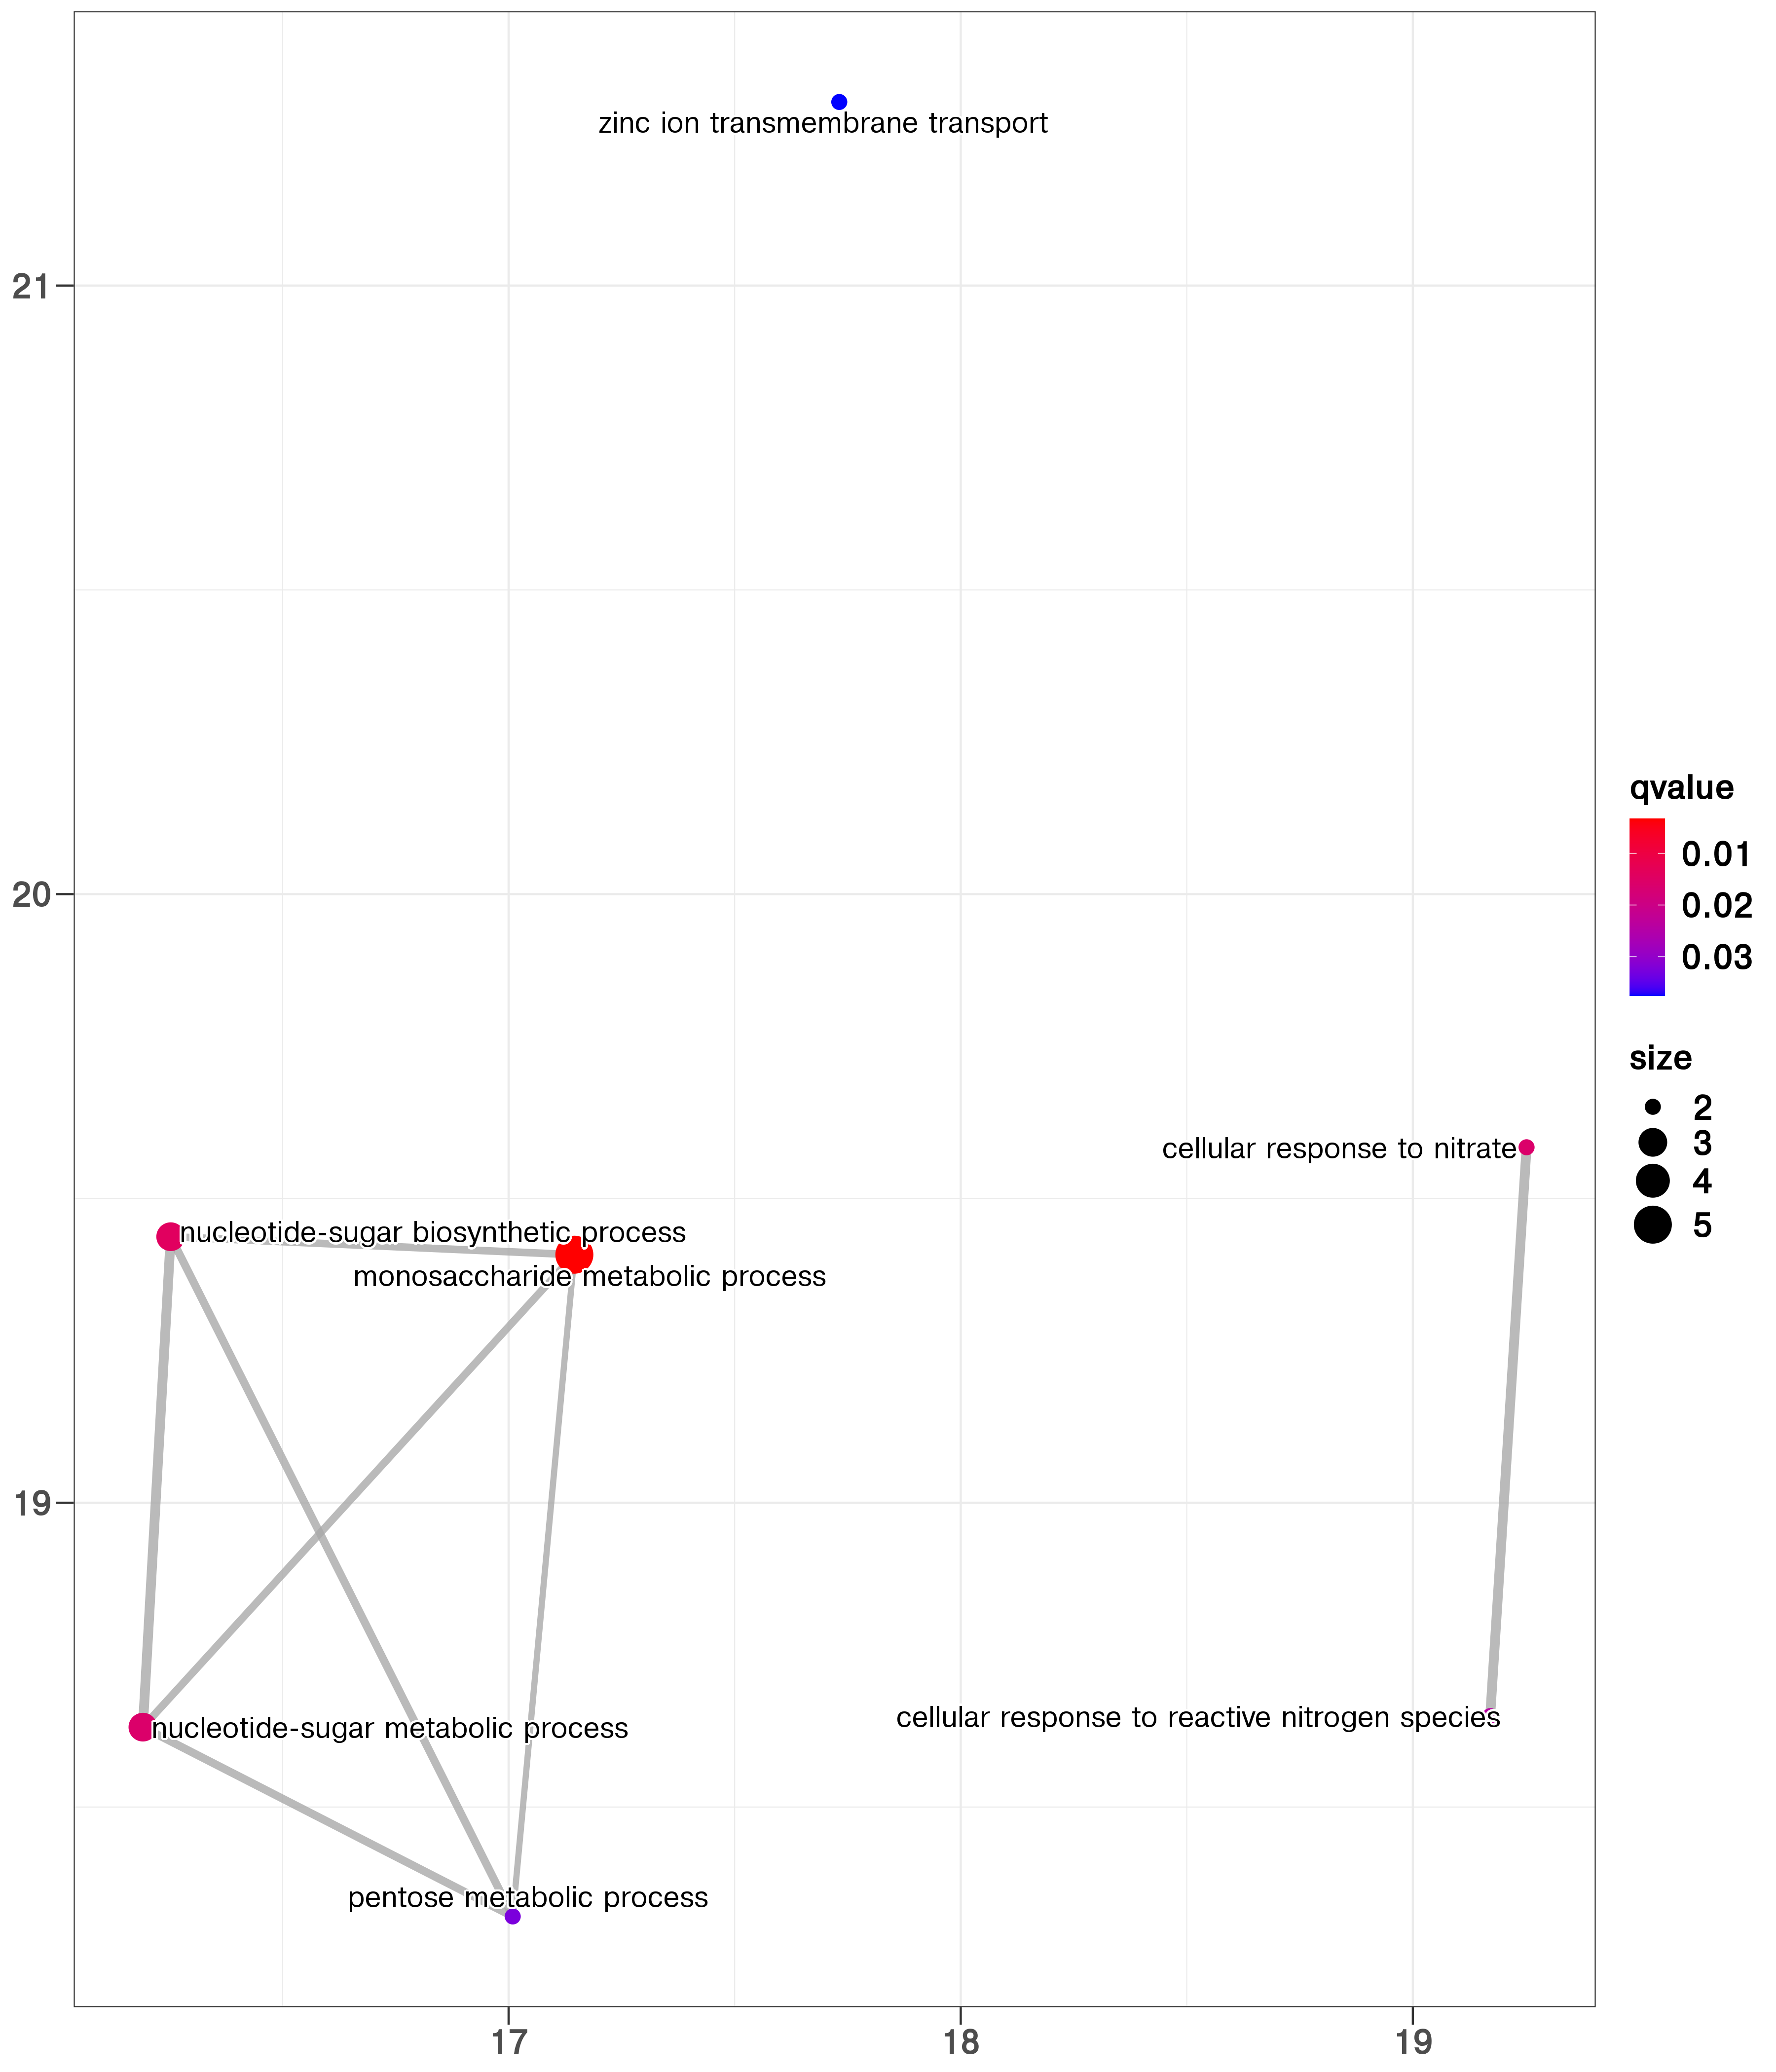 zinc ion transmembrane transport
21
20
19
cellular response to nitrate
nucleotide-sugar biosynthetic process
monosaccharide metabolic process
cellular response to reactive nitrogen species
nucleotide-sugar metabolic process
pentose metabolic process
17
18
19
qvalue
0.01
0.02
0.03
size
2
3
4
5